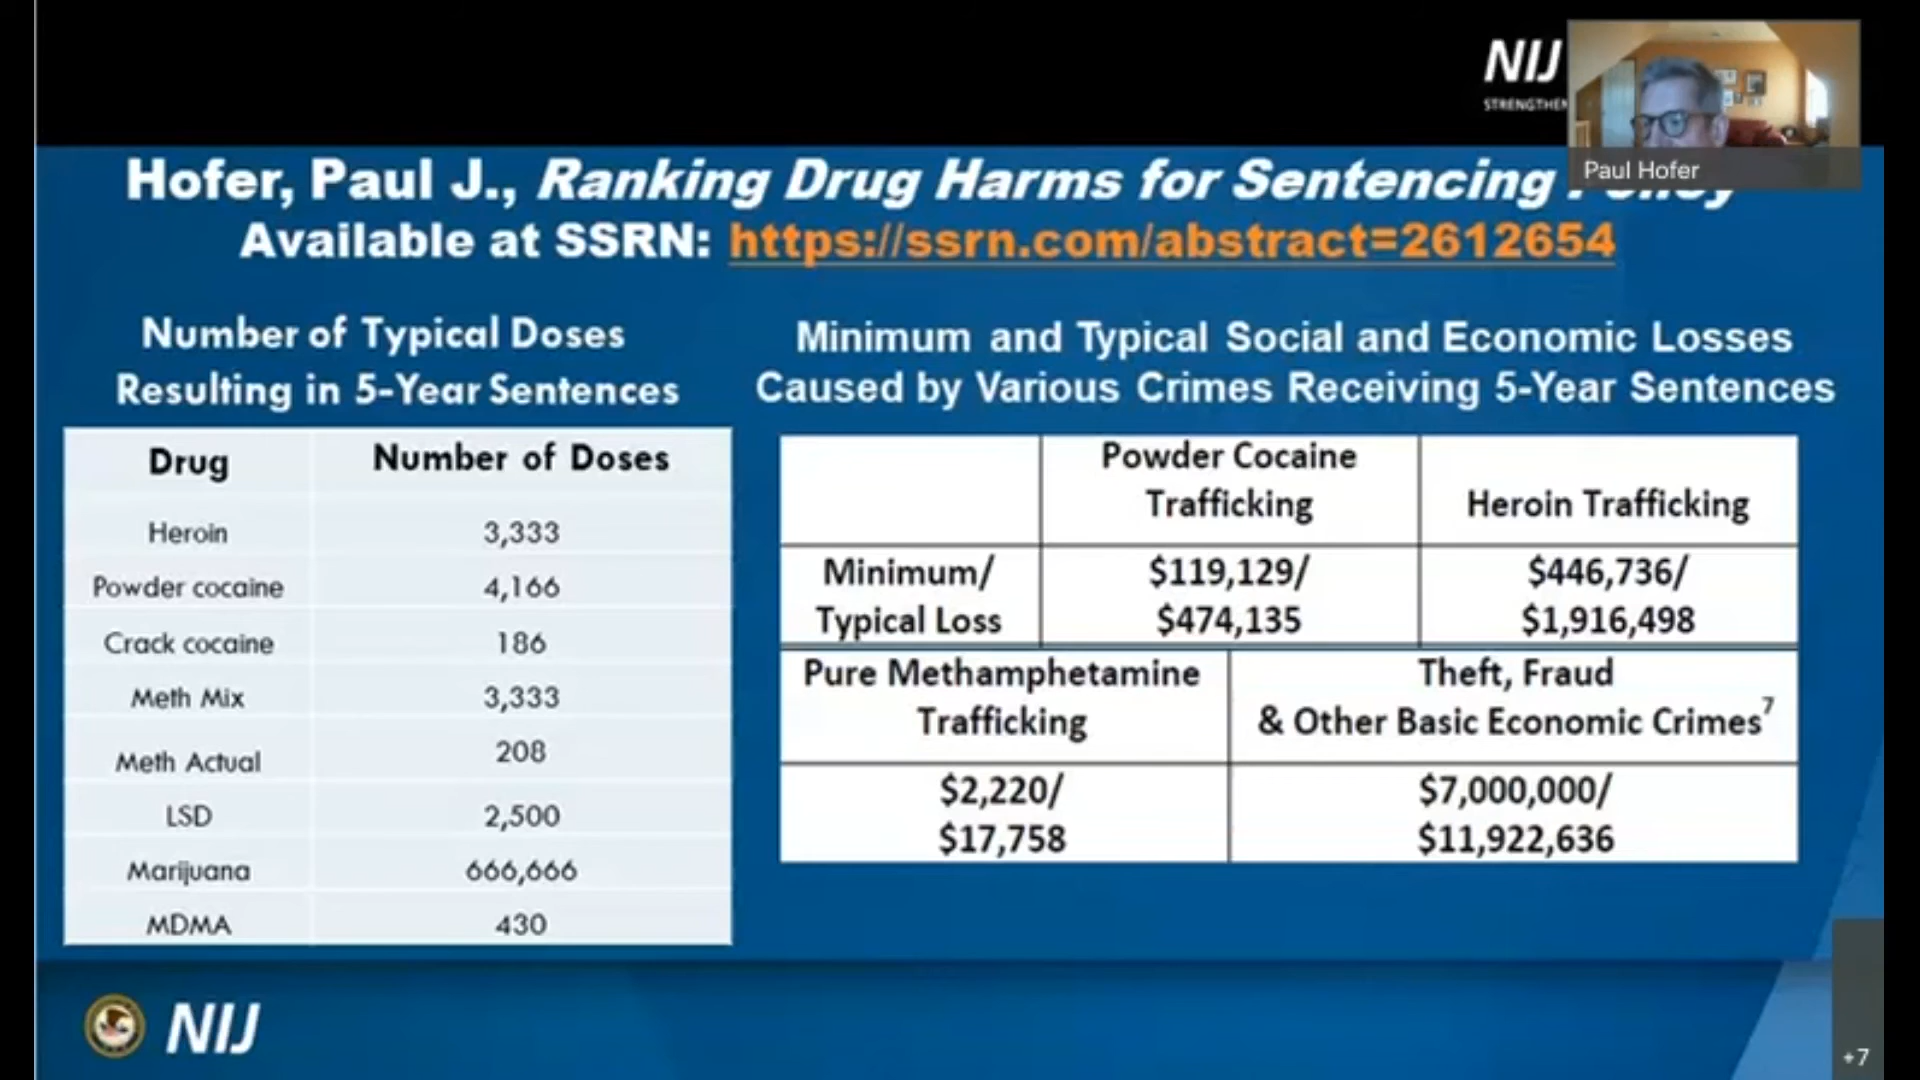 NIJ
Paul Hofer
Hofer, Paul J., Ranking Drug Harms for Sentencing
Available at SSRN: https://ssrn.com/abstract=2612654
Number of Typical Doses
Resulting in 5-Year Sentences
Drug Number of Doses
Heroin 3,333
Powder cocaine 4,166
Crack cocaine 186
Meth Mix 3,333
Meth Actual 208
LSD 2,500
Marijuana 666,666
MDMA 430
Minimum and Typical Social and Economic Losses
Caused by Various Crimes Receiving 5-Year Sentences
Powder Cocaine
Trafficking Heroin Trafficking
Minimum/ $119,129/ $446,736/
Typical Loss $474,135 $1,916,498
Pure Methamphetamine Theft, Fraud
Trafficking & Other Basic Economic Crimes7
$2,220/ $7,000,000/
$17,758 $11,922,636
NIJ
+7